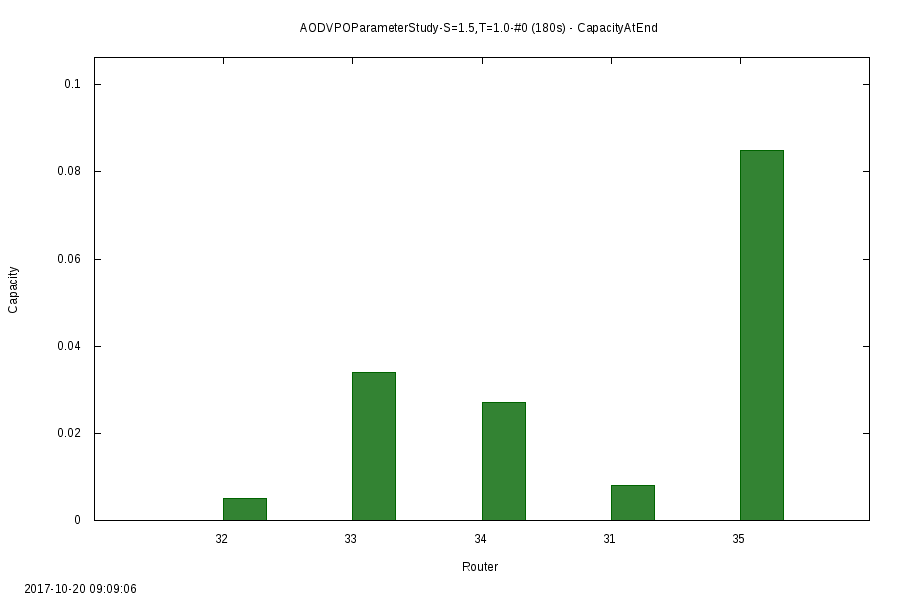 AODVPOParameterStudy-S=1.5,T=1.0-#0 (180s) - CapacityAtEnd
0.1
0.08
0.06
0.04
0.02
0
Capacity
32 33 34 31 35
Router
2017-10-20 09:09:06